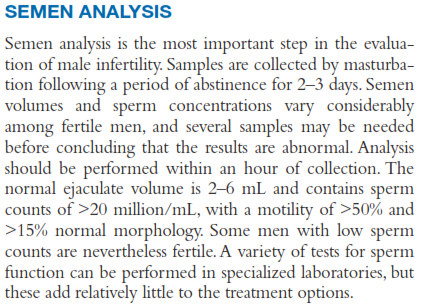 SEMEN ANALYSIS
Semen analysis is the most important step in the evalua-
tion of male infertility. Samples are collected by masturba-
tion following a period of abstinence for 2–3 days. Semen
volumes and sperm concentrations vary considerably
among fertile men, and several samples may be needed
before concluding that the results are abnormal. Analysis
should be performed within an hour of collection. The
normal ejaculate volume is 2–6 mL and contains sperm
counts of >20 million/mL, with a motility of >50% and
>15% normal morphology. Some men with low sperm
counts are nevertheless fertile. A variety of tests for sperm
function can be performed in specialized laboratories, but
these add relatively little to the treatment options.